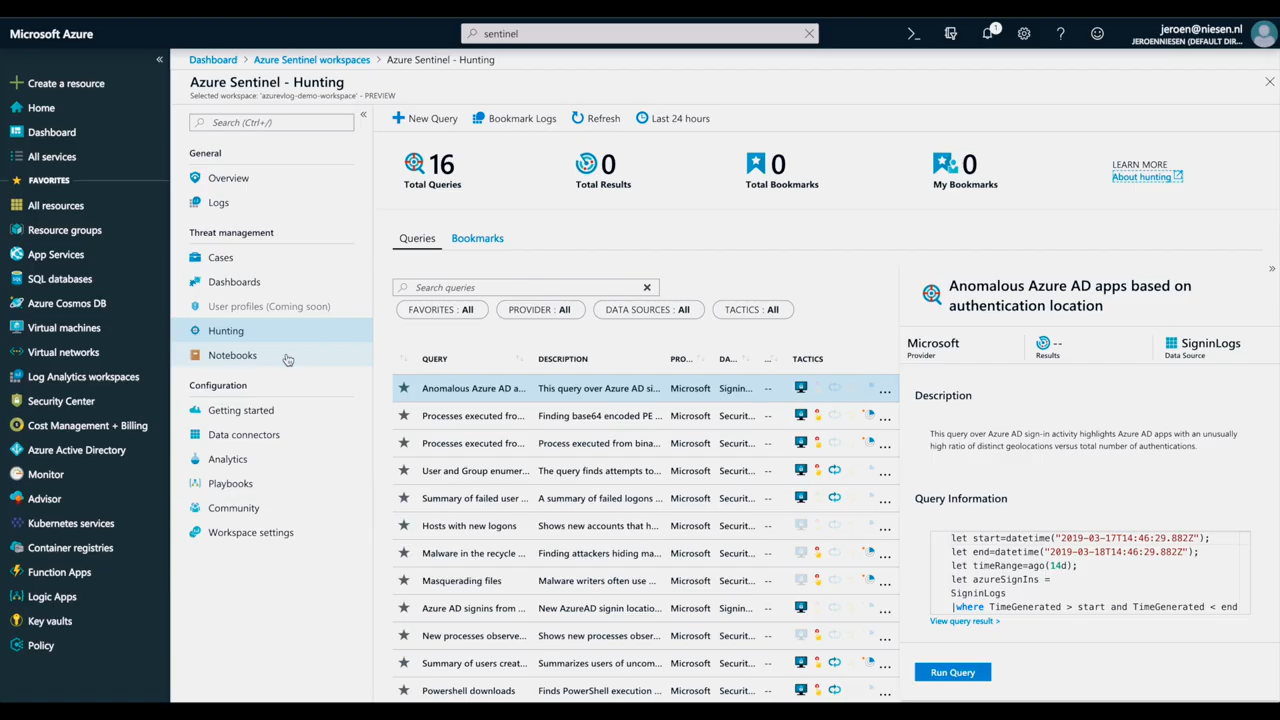 Microsoft Azure
sentinel
1
jeroen@niesen.nl
JEROENNIESEN (DEFAULT DIR...
Create a resource
Home
Dashboard
All services
FAVORITES
All resources
Resource groups
App Services
SQL databases
Azure Cosmos DB
Virtual machines
Virtual networks
Log Analytics workspaces
Security Center
Cost Management + Billing
Azure Active Directory
Monitor
Advisor
Kubernetes services
Container registries
Function Apps
Logic Apps
Key vaults
Policy
Dashboard > Azure Sentinel workspaces > Azure Sentinel - Hunting
Azure Sentinel - Hunting
Selected workspace: 'azurevlog-demo-workspace' - PREVIEW
Search (Ctrl+/)
General
Overview
Logs
Threat management
Cases
Dashboards
User profiles (Coming soon)
Hunting
Notebooks
Configuration
Getting started
Data connectors
Analytics
Playbooks
Community
Workspace settings
New Query Bookmark Logs Refresh Last 24 hours
16
Total Queries
0
Total Results
0
Total Bookmarks
0
My Bookmarks
LEARN MORE
About hunting
Queries Bookmarks
Search queries
FAVORITES : All PROVIDER : All DATA SOURCES : All TACTICS : All
QUERY DESCRIPTION PRO... DA... ... TACTICS
Anomalous Azure AD a... This query over Azure AD si... Microsoft Signin... -- ...
Processes executed fro... Finding base64 encoded PE ... Microsoft Securit... -- ...
Processes executed fro... Process executed from bina... Microsoft Securit... -- ...
User and Group enumer... The query finds attempts to... Microsoft Securit... -- ...
Summary of failed user ... A summary of failed logons ... Microsoft Securit... -- ...
Hosts with new logons Shows new accounts that h... Microsoft Securit... -- ...
Malware in the recycle ... Finding attackers hiding ma... Microsoft Securit... -- ...
Masquerading files Malware writers often use ... Microsoft Securit... -- ...
Azure AD signins from ... New AzureAD signin locatio... Microsoft Signin... -- ...
New processes observe... Shows new processes obser... Microsoft Securit... -- ...
Summary of users creat... Summarizes users of uncom... Microsoft Securit... -- ...
Powershell downloads Finds PowerShell execution ... Microsoft Securit... -- ...
Anomalous Azure AD apps based on
authentication location
Microsoft
Provider
--
Results
SigninLogs
Data Source
Description
This query over Azure AD sign-in activity highlights Azure AD apps with an unusually
high ratio of distinct geolocations versus total number of authentications.
Query Information
let start=datetime("2019-03-17T14:46:29.882Z");
let end=datetime("2019-03-18T14:46:29.882Z");
let timeRange=ago(14d);
let azureSignIns =
SigninLogs
|where TimeGenerated > start and TimeGenerated < end
View query result >
Run Query